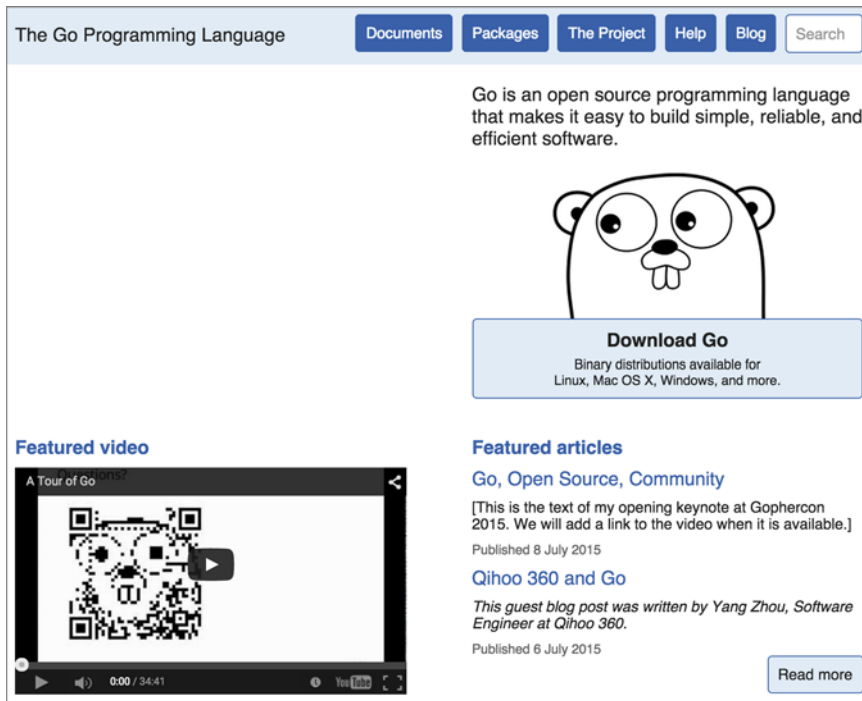 The Go Programming Language
Documents
Packages
The Project
Help
Blog
Search
Go is an open source programming language
that makes it easy to build simple, reliable, and
efficient software.
Download Go
Binary distributions available for
Linux, Mac OS X, Windows, and more.
Featured video
Questions?
A Tour of Go
0:00 / 34:41
YouTube
Featured articles
Go, Open Source, Community
[This is the text of my opening keynote at Gophercon
2015. We will add a link to the video when it is available.]
Published 8 July 2015
Qihoo 360 and Go
This guest blog post was written by Yang Zhou, Software
Engineer at Qihoo 360.
Published 6 July 2015
Read more